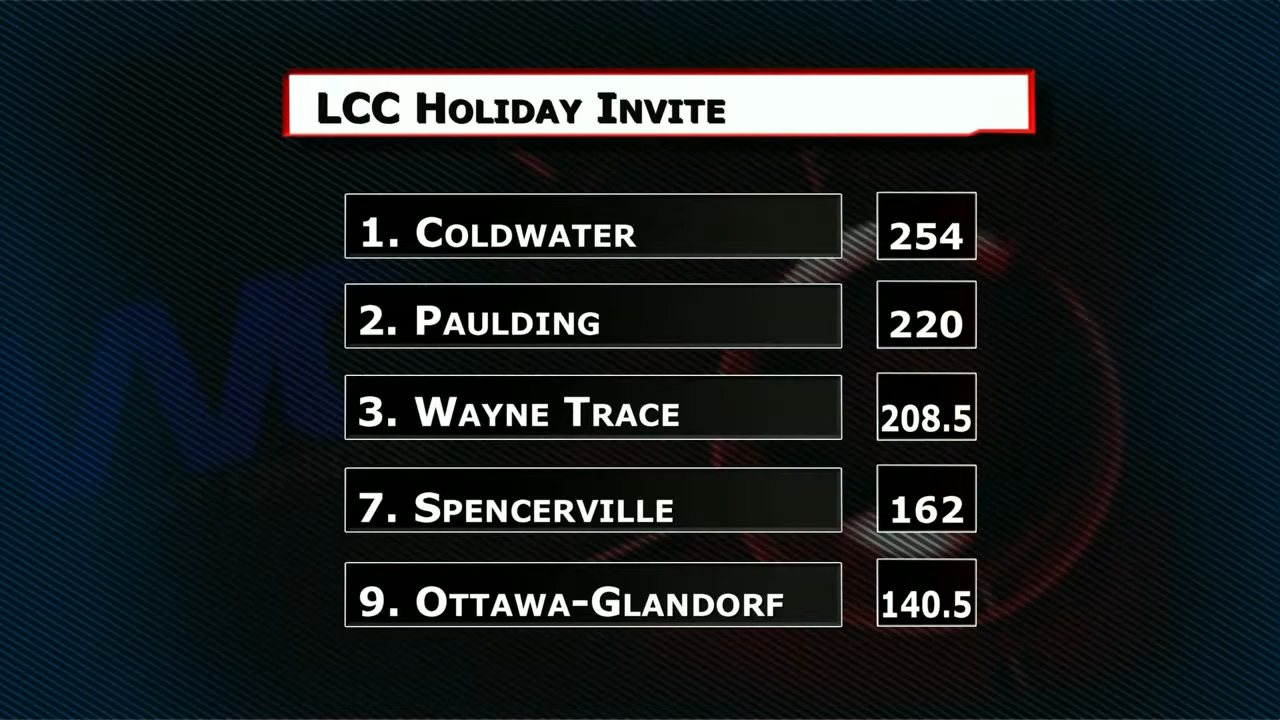 LCC Holiday Invite
1. Coldwater 254
2. Paulding 220
3. Wayne Trace 208.5
7. Spencerville 162
9. Ottawa-Glandorf 140.5